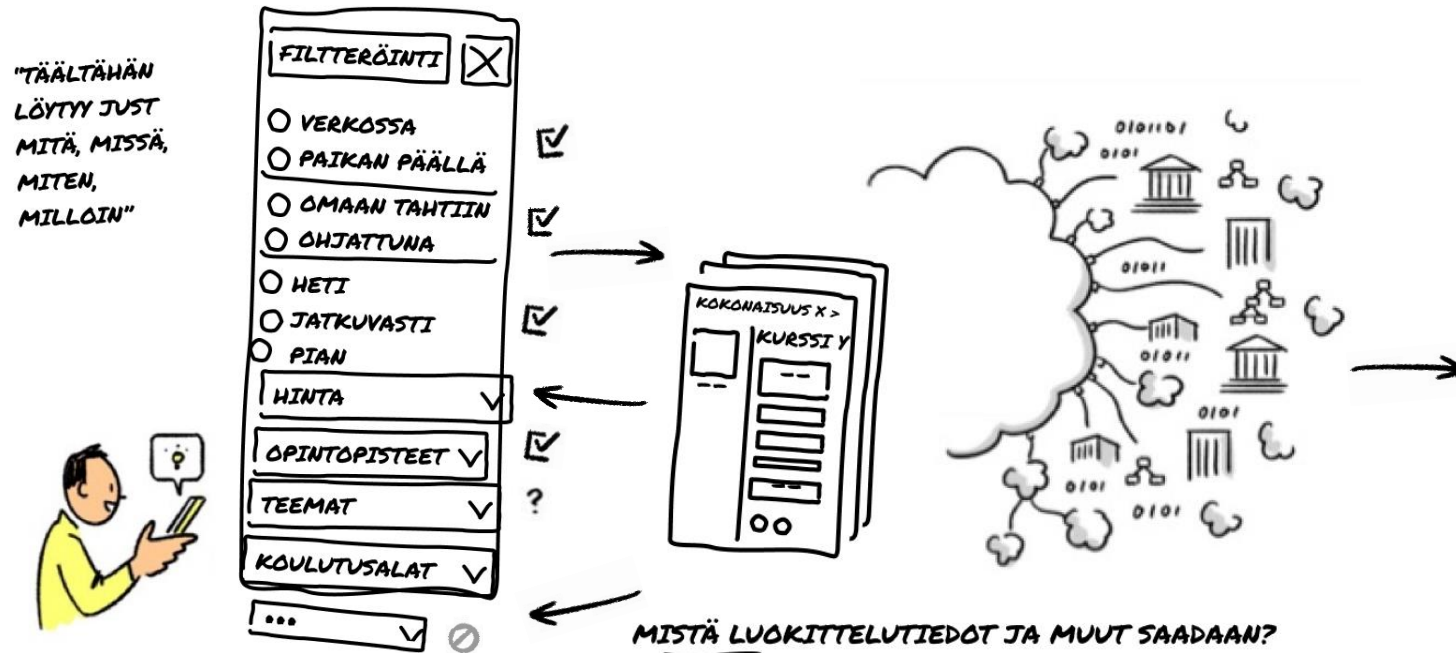 "TÄÄLTÄHÄN
LÖYTYY JUST
MITÄ, MISSÄ,
MITEN,
MILLOIN"
FILTTERÖINTI
VERKOSSA
PAIKAN PÄÄLLÄ
OMAAN TAHTIIN
OHJATTUNA
HETI
JATKUVASTI
PIAN
HINTA
OPINTOPISTEET
TEEMAT
?
KOULUTUSALAT
...
KOKONAISUUS X >
KURSSI Y
0101101
0101
01011
01011
0101
0101
0101
MISTÄ LUOKITTELUTIEDOT JA MUUT SAADAAN?